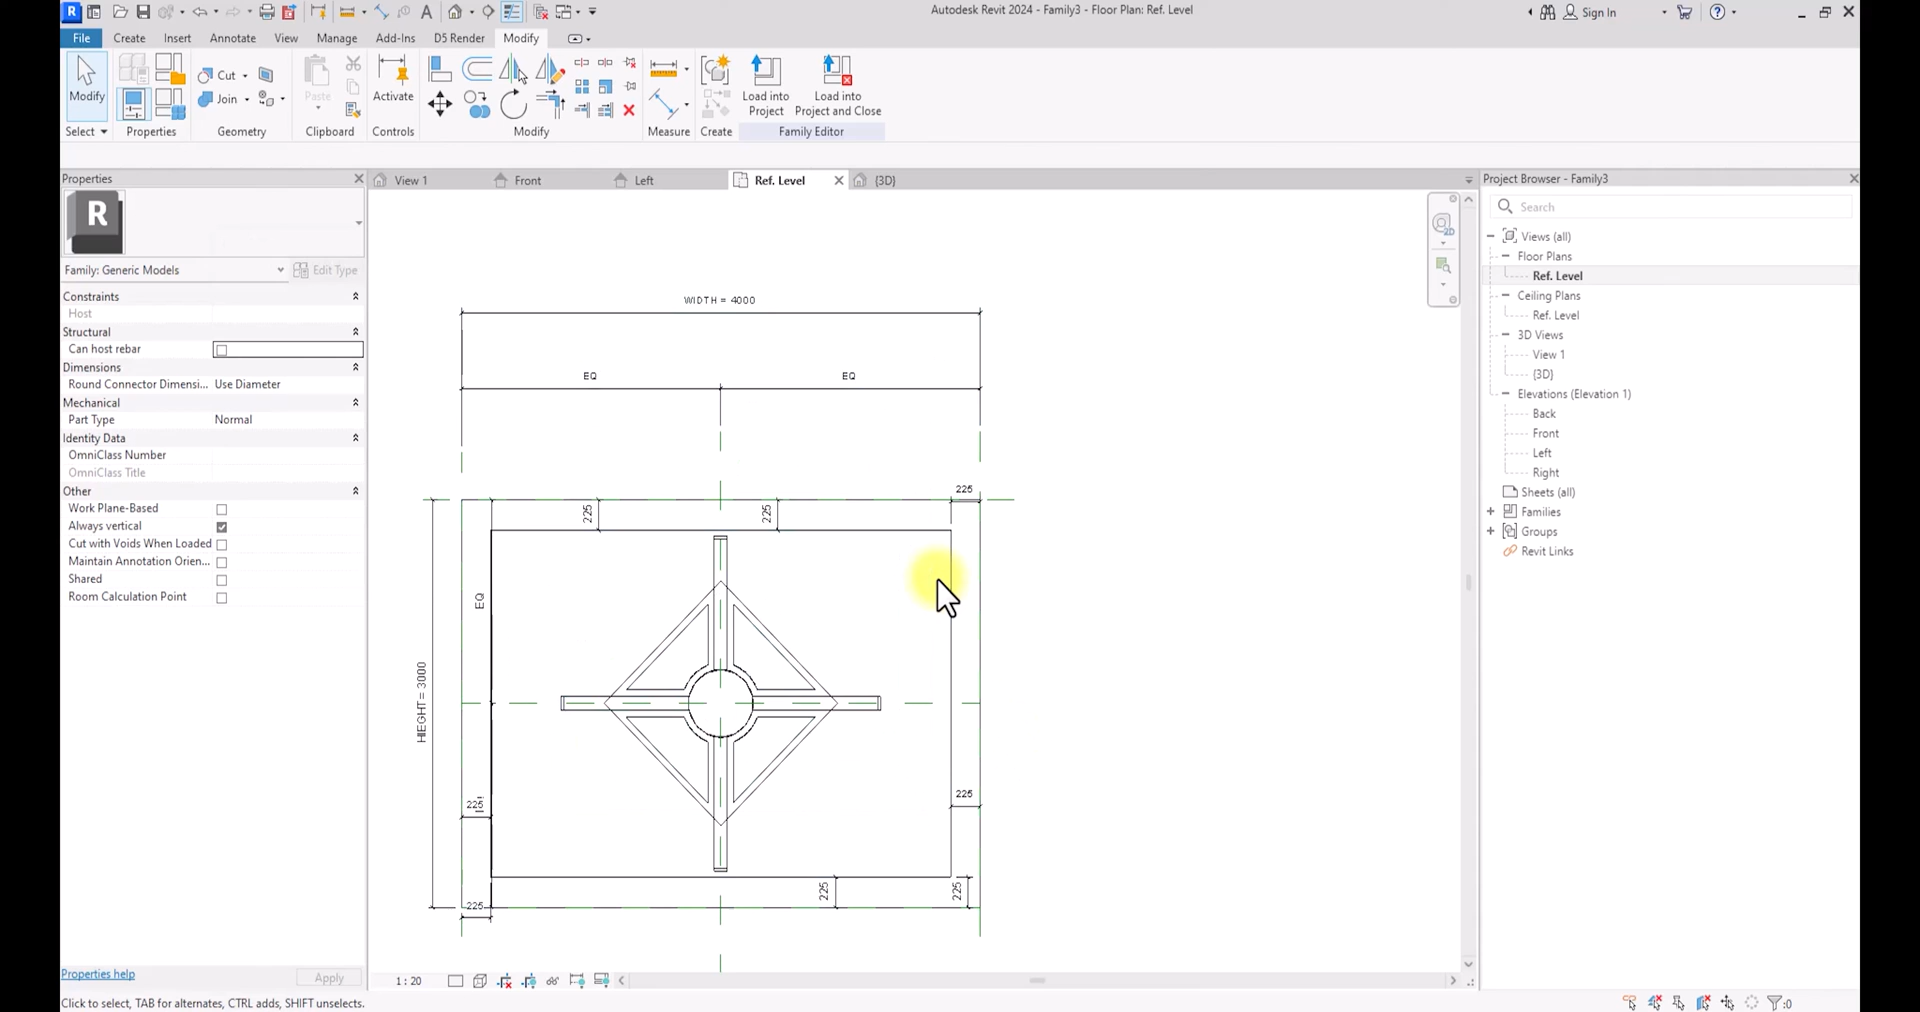 Autodesk Revit 2024 - Family3 - Floor Plan: Ref. Level
Sign In
File Create Insert Annotate View Manage Add-Ins D5 Render Modify
Modify
Cut
Join
Paste
Activate
Load into Project
Load into Project and Close
Select Properties Geometry Clipboard Controls Modify Measure Create Family Editor
Properties
View 1 Front Left Ref. Level {3D}
Project Browser - Family3
R
Family: Generic Models Edit Type
Constraints
Host
Structural
Can host rebar
Dimensions
Round Connector Dimensi... Use Diameter
Mechanical
Part Type Normal
Identity Data
OmniClass Number
OmniClass Title
Other
Work Plane-Based
Always vertical
Cut with Voids When Loaded
Maintain Annotation Orien...
Shared
Room Calculation Point
Properties help Apply
WIDTH = 4000
EQ EQ
225
225 225
EQ
HIEGHT = 3000
225 225
225 225
225
1 : 20
2D
Search
Views (all)
Floor Plans
Ref. Level
Ceiling Plans
Ref. Level
3D Views
View 1
{3D}
Elevations (Elevation 1)
Back
Front
Left
Right
Sheets (all)
Families
Groups
Revit Links
Click to select, TAB for alternates, CTRL adds, SHIFT unselects.
:0